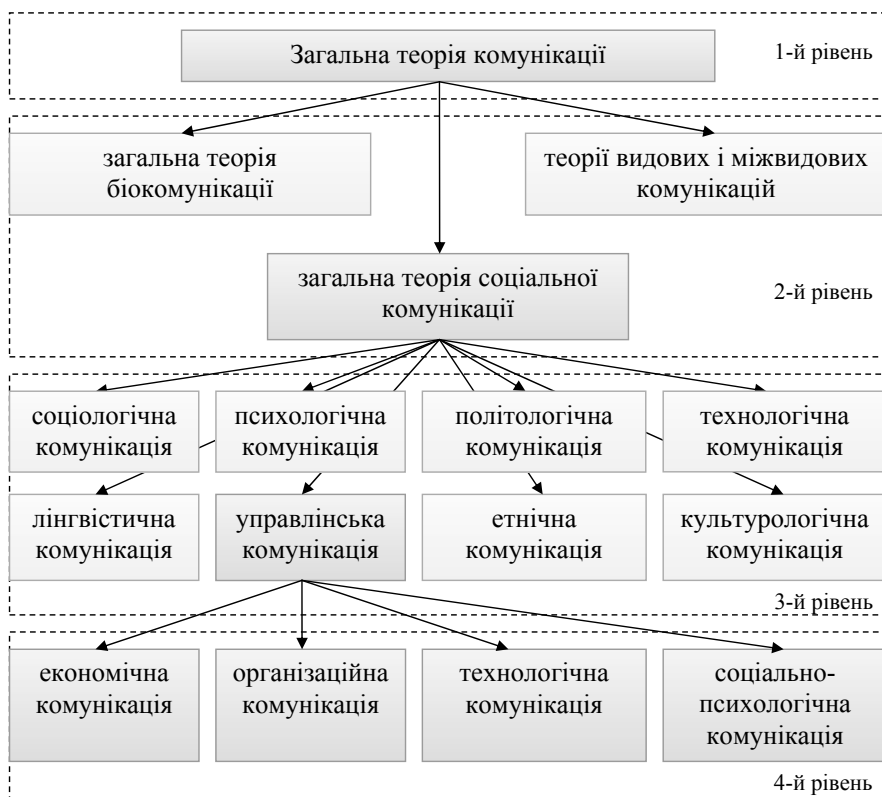 Загальна теорія комунікації
1-й рівень
загальна теорія
біокомунікації
теорії видових і міжвидових
комунікацій
загальна теорія соціальної
комунікації
2-й рівень
соціологічна
комунікація
психологічна
комунікація
політологічна
комунікація
технологічна
комунікація
лінгвістична
комунікація
управлінська
комунікація
етнічна
комунікація
культурологічна
комунікація
3-й рівень
економічна
комунікація
організаційна
комунікація
технологічна
комунікація
соціально-
психологічна
комунікація
4-й рівень